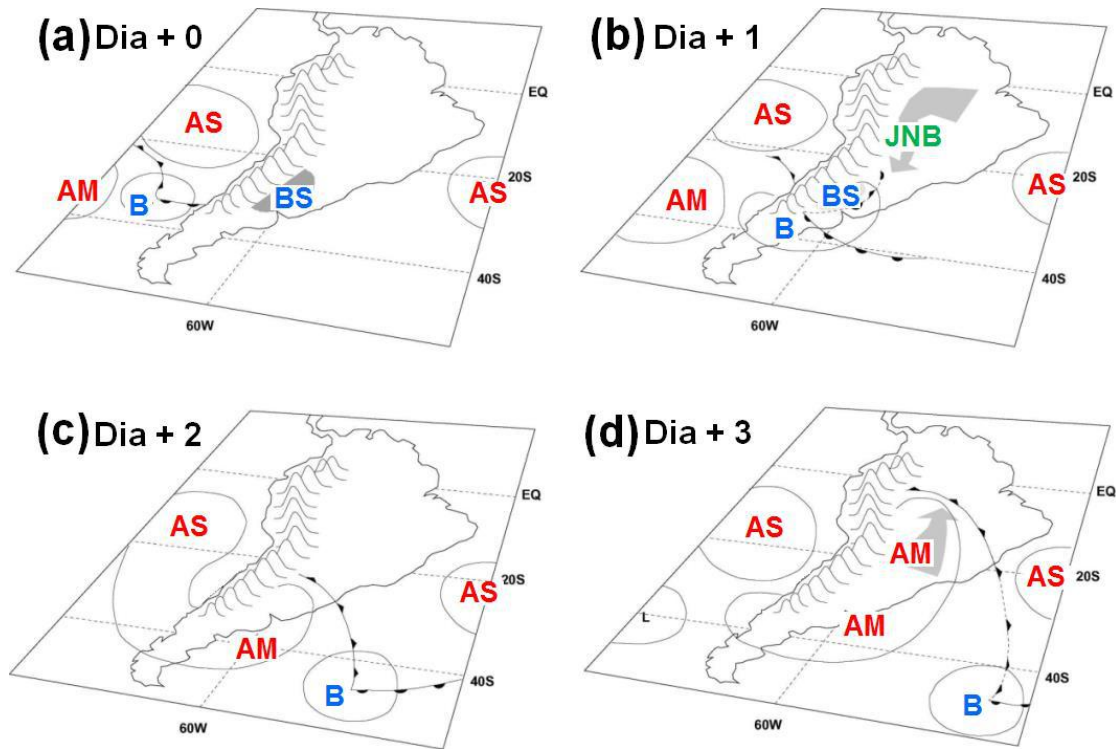 (a) Dia + 0
AS
EQ
AM
B
BS
AS
20S
40S
60W
(b) Dia + 1
AS
EQ
JNB
AM
BS
AS
20S
B
40S
60W
(c) Dia + 2
AS
EQ
AS
20S
AM
B
40S
60W
(d) Dia + 3
AS
EQ
AM
AS
20S
L
AM
40S
B
60W